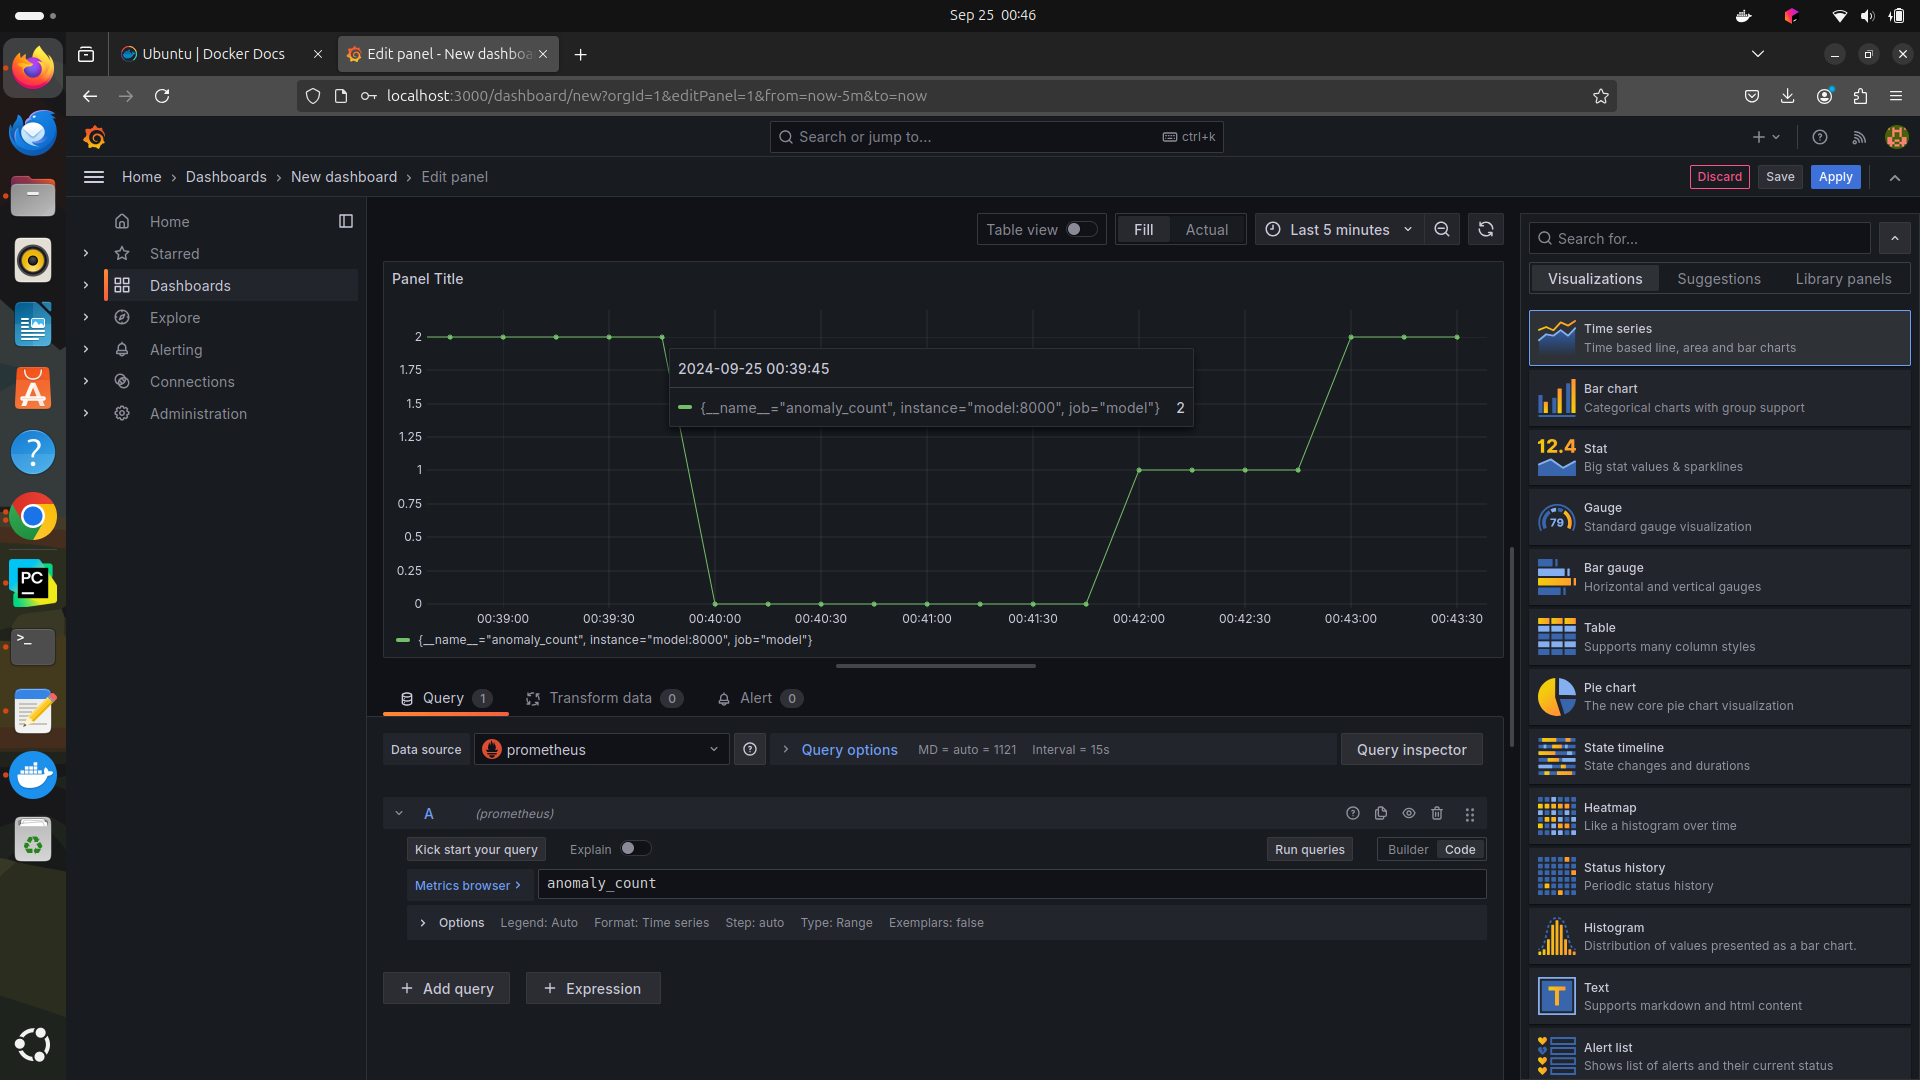 Sep 25 00:46
Ubuntu | Docker Docs
Edit panel - New dashboa
localhost:3000/dashboard/new?orgId=1&editPanel=1&from=now-5m&to=now
Search or jump to...
ctrl+k
Home › Dashboards › New dashboard › Edit panel
Discard
Save
Apply
Home
Starred
Dashboards
Explore
Alerting
Connections
Administration
Table view
Fill
Actual
Last 5 minutes
Panel Title
2
1.75
1.5
1.25
1
0.75
0.5
0.25
0
2024-09-25 00:39:45
{__name__="anomaly_count", instance="model:8000", job="model"} 2
00:39:00 00:39:30 00:40:00 00:40:30 00:41:00 00:41:30 00:42:00 00:42:30 00:43:00 00:43:30
{__name__="anomaly_count", instance="model:8000", job="model"}
Query 1
Transform data 0
Alert 0
Data source
prometheus
Query options
MD = auto = 1121
Interval = 15s
Query inspector
A
(prometheus)
Kick start your query
Explain
Run queries
Builder
Code
Metrics browser >
anomaly_count
Options
Legend: Auto
Format: Time series
Step: auto
Type: Range
Exemplars: false
+ Add query
+ Expression
Search for...
Visualizations
Suggestions
Library panels
Time series
Time based line, area and bar charts
Bar chart
Categorical charts with group support
12.4
Stat
Big stat values & sparklines
79
Gauge
Standard gauge visualization
Bar gauge
Horizontal and vertical gauges
Table
Supports many column styles
Pie chart
The new core pie chart visualization
State timeline
State changes and durations
Heatmap
Like a histogram over time
Status history
Periodic status history
Histogram
Distribution of values presented as a bar chart.
T
Text
Supports markdown and html content
Alert list
Shows list of alerts and their current status
A
?
PC
>_